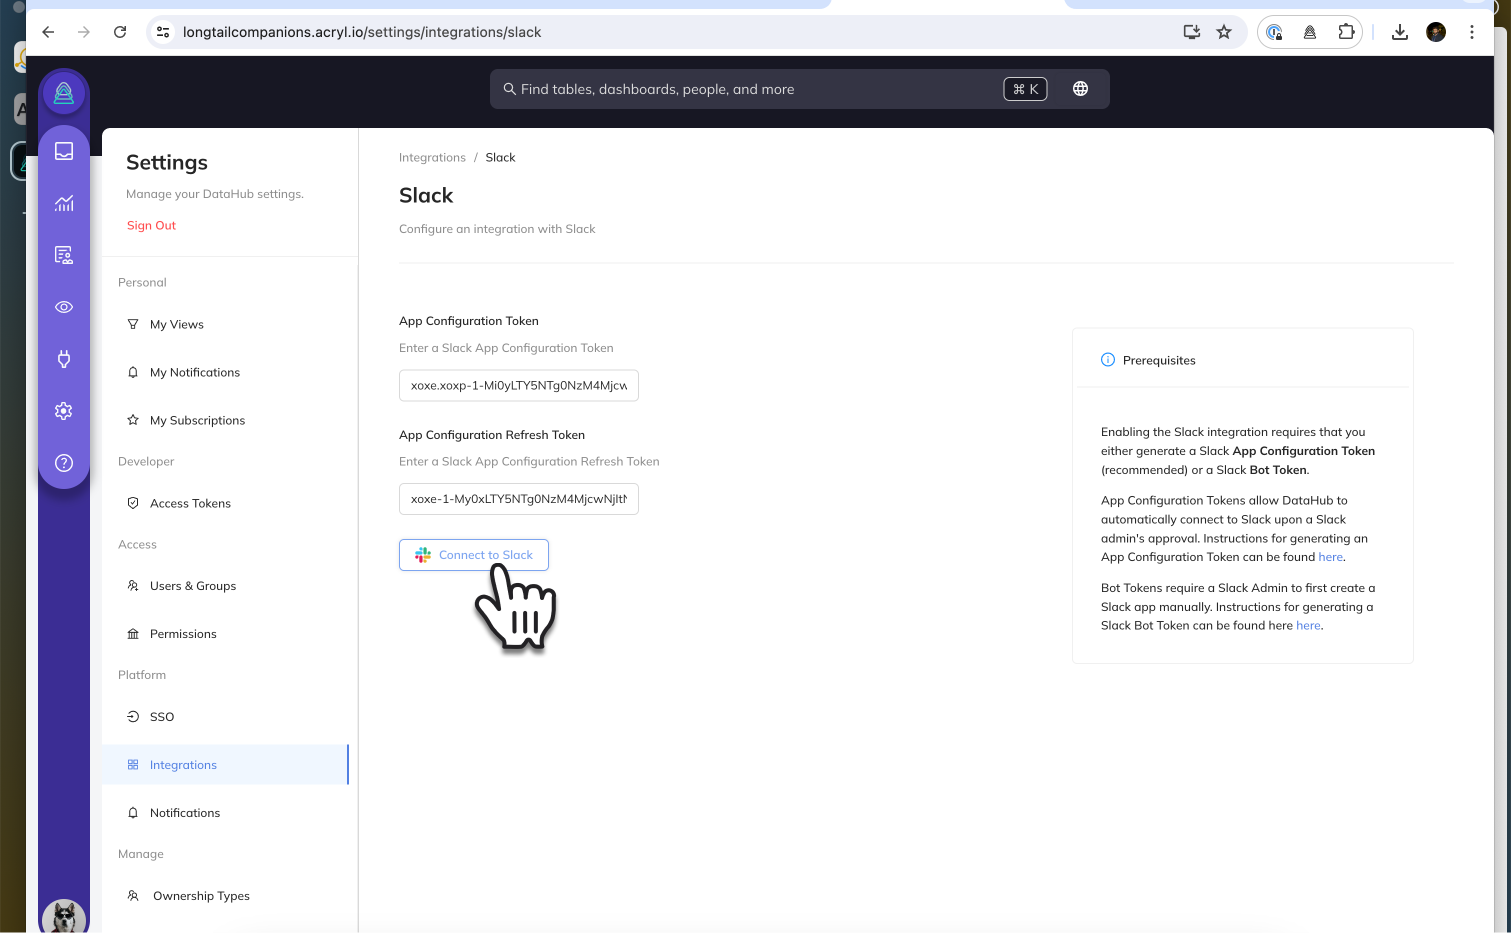 longtailcompanions.acryl.io/settings/integrations/slack
Find tables, dashboards, people, and more
⌘ K
Settings
Manage your DataHub settings.
Sign Out
Personal
My Views
My Notifications
My Subscriptions
Developer
Access Tokens
Access
Users & Groups
Permissions
Platform
SSO
Integrations
Notifications
Manage
Ownership Types
Integrations / Slack
Slack
Configure an integration with Slack
App Configuration Token
Enter a Slack App Configuration Token
xoxe.xoxp-1-Mi0yLTY5NTg0NzM4Mjcw
App Configuration Refresh Token
Enter a Slack App Configuration Refresh Token
xoxe-1-My0xLTY5NTg0NzM4MjcwNjItN
Connect to Slack
Prerequisites
Enabling the Slack integration requires that you
either generate a Slack App Configuration Token
(recommended) or a Slack Bot Token.
App Configuration Tokens allow DataHub to
automatically connect to Slack upon a Slack
admin's approval. Instructions for generating an
App Configuration Token can be found here.
Bot Tokens require a Slack Admin to first create a
Slack app manually. Instructions for generating a
Slack Bot Token can be found here here.